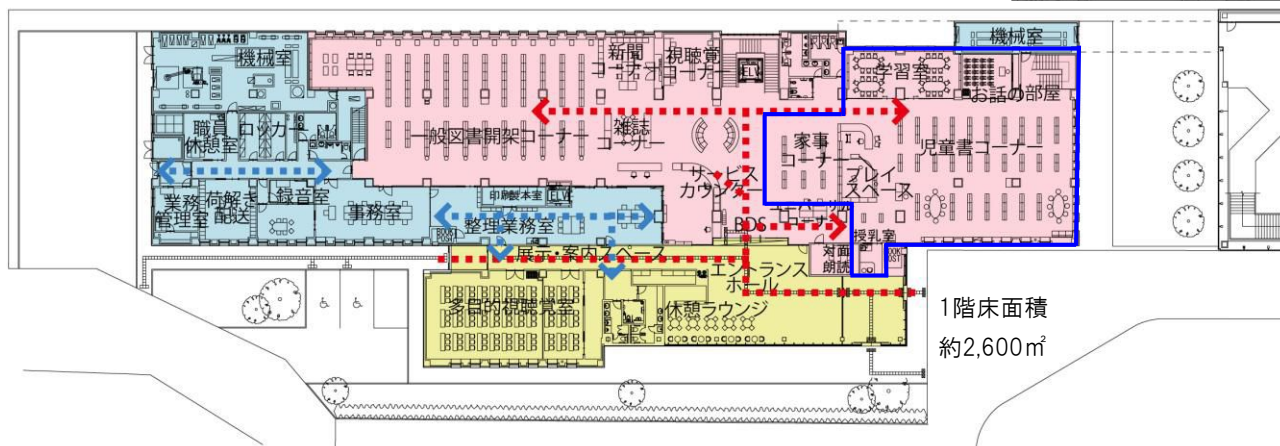 機械室
新聞
コーナー
視聴覚
コーナー
ELV
学習室
機械室
お話の部屋
職員
休憩室
ロッカー
一般図書開架コーナー
雑誌
コーナー
家事
コーナー
児童書コーナー
サービス
カウンター
プレイ
スペース
業務
管理室
荷解き
配送
録音室
事務室
印刷製本室
ELV
整理業務室
BDS
授乳室
展示・案内スペース
対面
朗読
エントランス
ホール
多目的視聴覚室
休憩ラウンジ
1階床面積
約2,600㎡